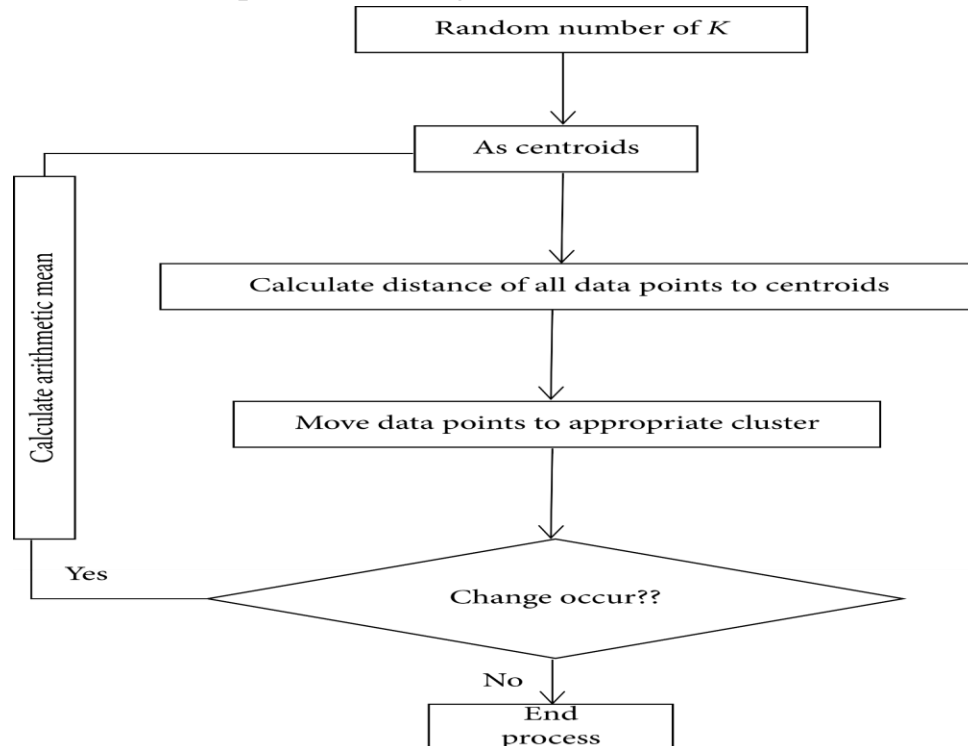 Random number of K
As centroids
Calculate distance of all data points to centroids
Calculate arithmetic mean
Move data points to appropriate cluster
Yes
Change occur??
No
End
process